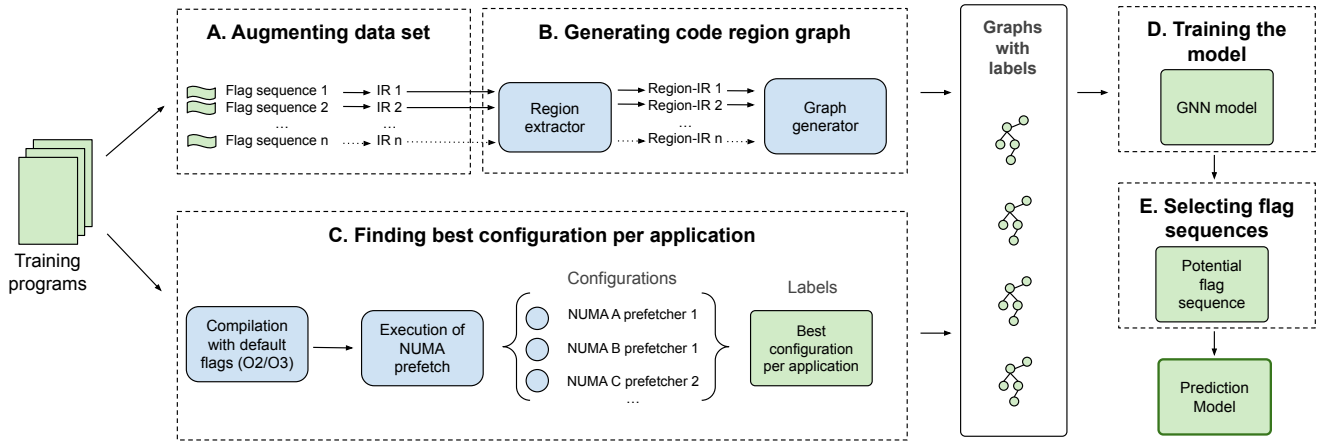 Training
programs
A. Augmenting data set
Flag sequence 1 IR 1
Flag sequence 2 IR 2
... ...
Flag sequence n IR n
B. Generating code region graph
Region
extractor
Region-IR 1
Region-IR 2
...
Region-IR n
Graph
generator
C. Finding best configuration per application
Compilation
with default
flags (O2/O3)
Execution of
NUMA
prefetch
Configurations
NUMA A prefetcher 1
NUMA B prefetcher 1
NUMA C prefetcher 2
...
Labels
Best
configuration
per application
Graphs
with
labels
D. Training the
model
GNN model
E. Selecting flag
sequences
Potential
flag
sequence
Prediction
Model